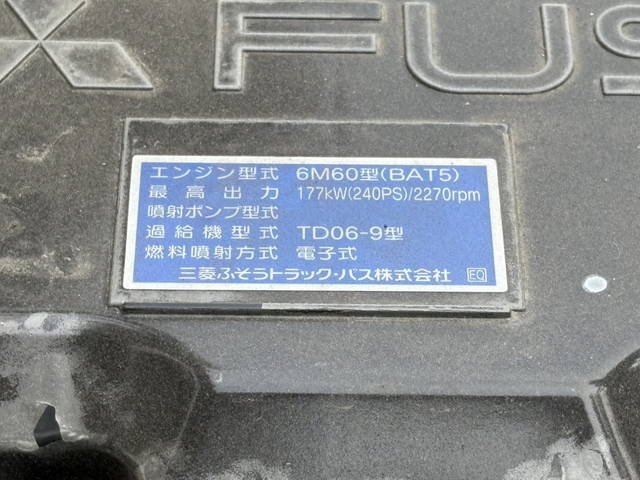 FUS
エンジン型式 6M60型(BAT5)
最高出力 177kW(240PS)/2270rpm
噴射ポンプ型式
過給機型式 TD06-9型
燃料噴射方式 電子式
三菱ふそうトラック・バス株式会社 EQ